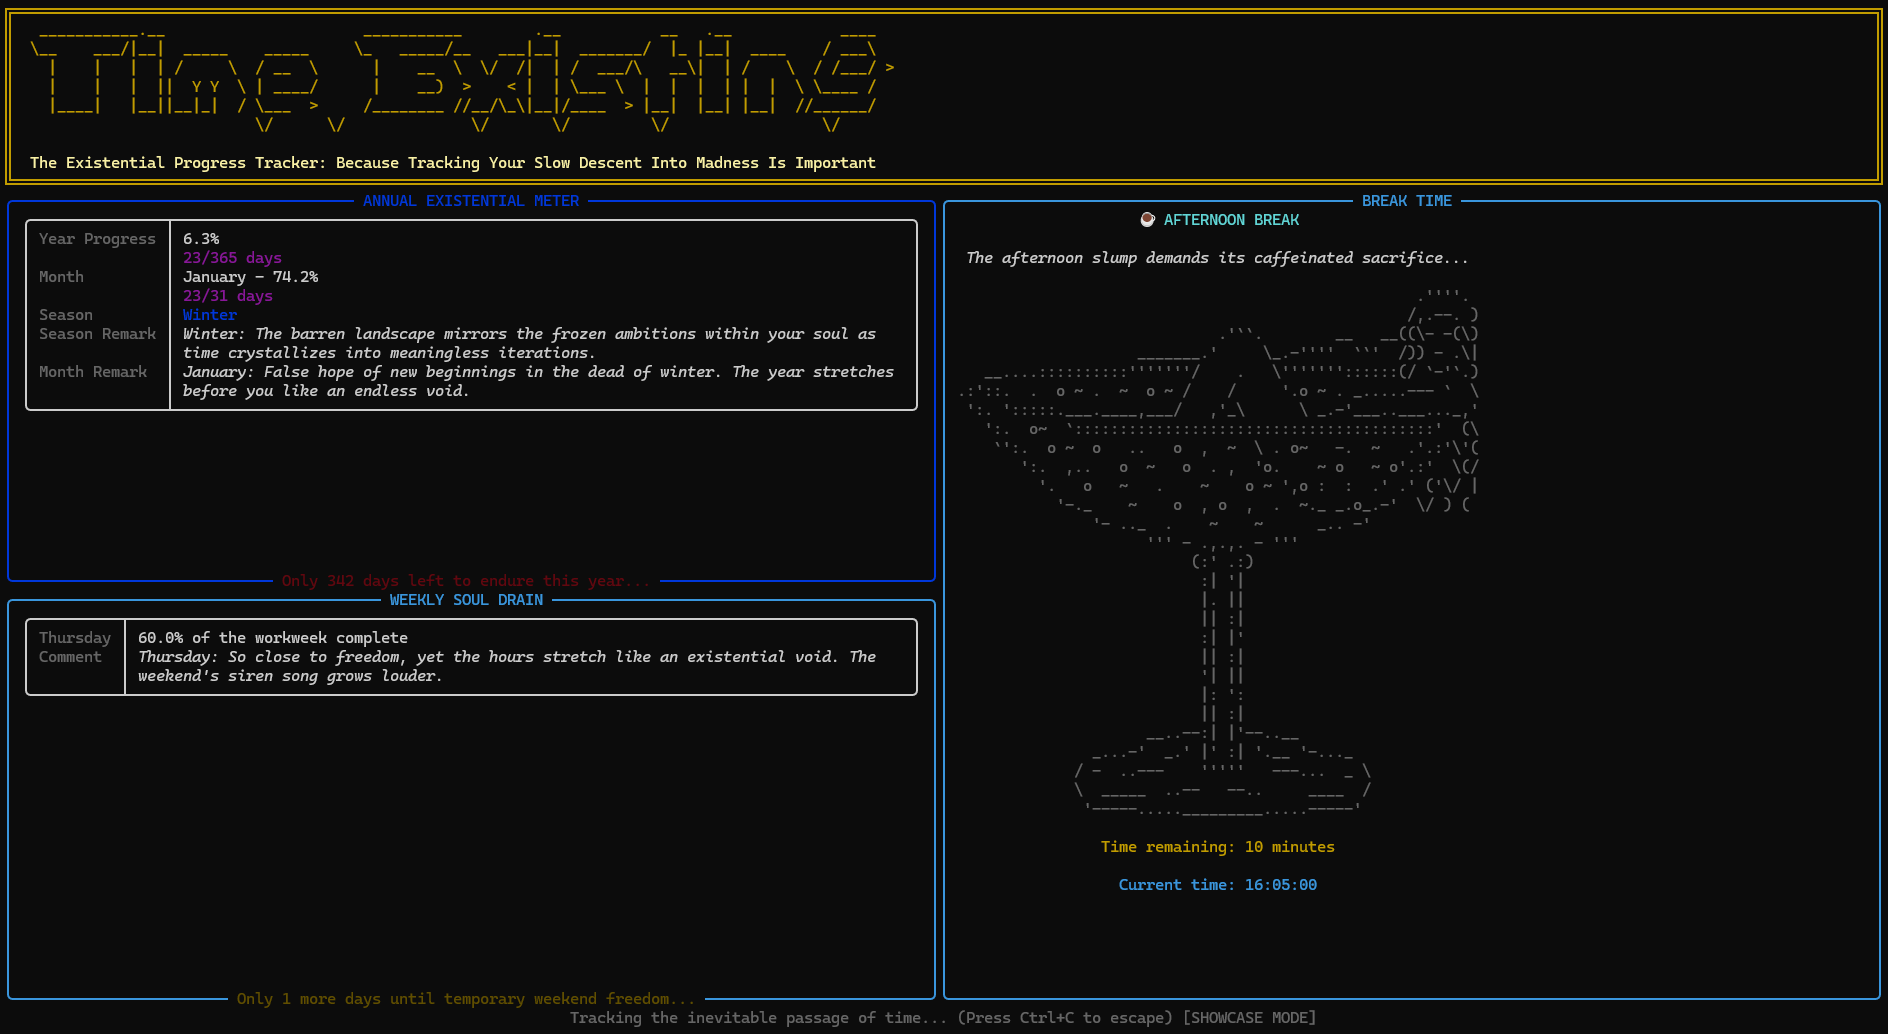 Time Existing
The Existential Progress Tracker: Because Tracking Your Slow Descent Into Madness Is Important
ANNUAL EXISTENTIAL METER
Year Progress 6.3%
23/365 days
Month January – 74.2%
23/31 days
Season Winter
Season Remark Winter: The barren landscape mirrors the frozen ambitions within your soul as
time crystallizes into meaningless iterations.
Month Remark January: False hope of new beginnings in the dead of winter. The year stretches
before you like an endless void.
Only 342 days left to endure this year...
WEEKLY SOUL DRAIN
Thursday 60.0% of the workweek complete
Comment Thursday: So close to freedom, yet the hours stretch like an existential void. The
weekend's siren song grows louder.
Only 1 more days until temporary weekend freedom...
BREAK TIME
☕ AFTERNOON BREAK
The afternoon slump demands its caffeinated sacrifice...
Time remaining: 10 minutes
Current time: 16:05:00
Tracking the inevitable passage of time... (Press Ctrl+C to escape) [SHOWCASE MODE]